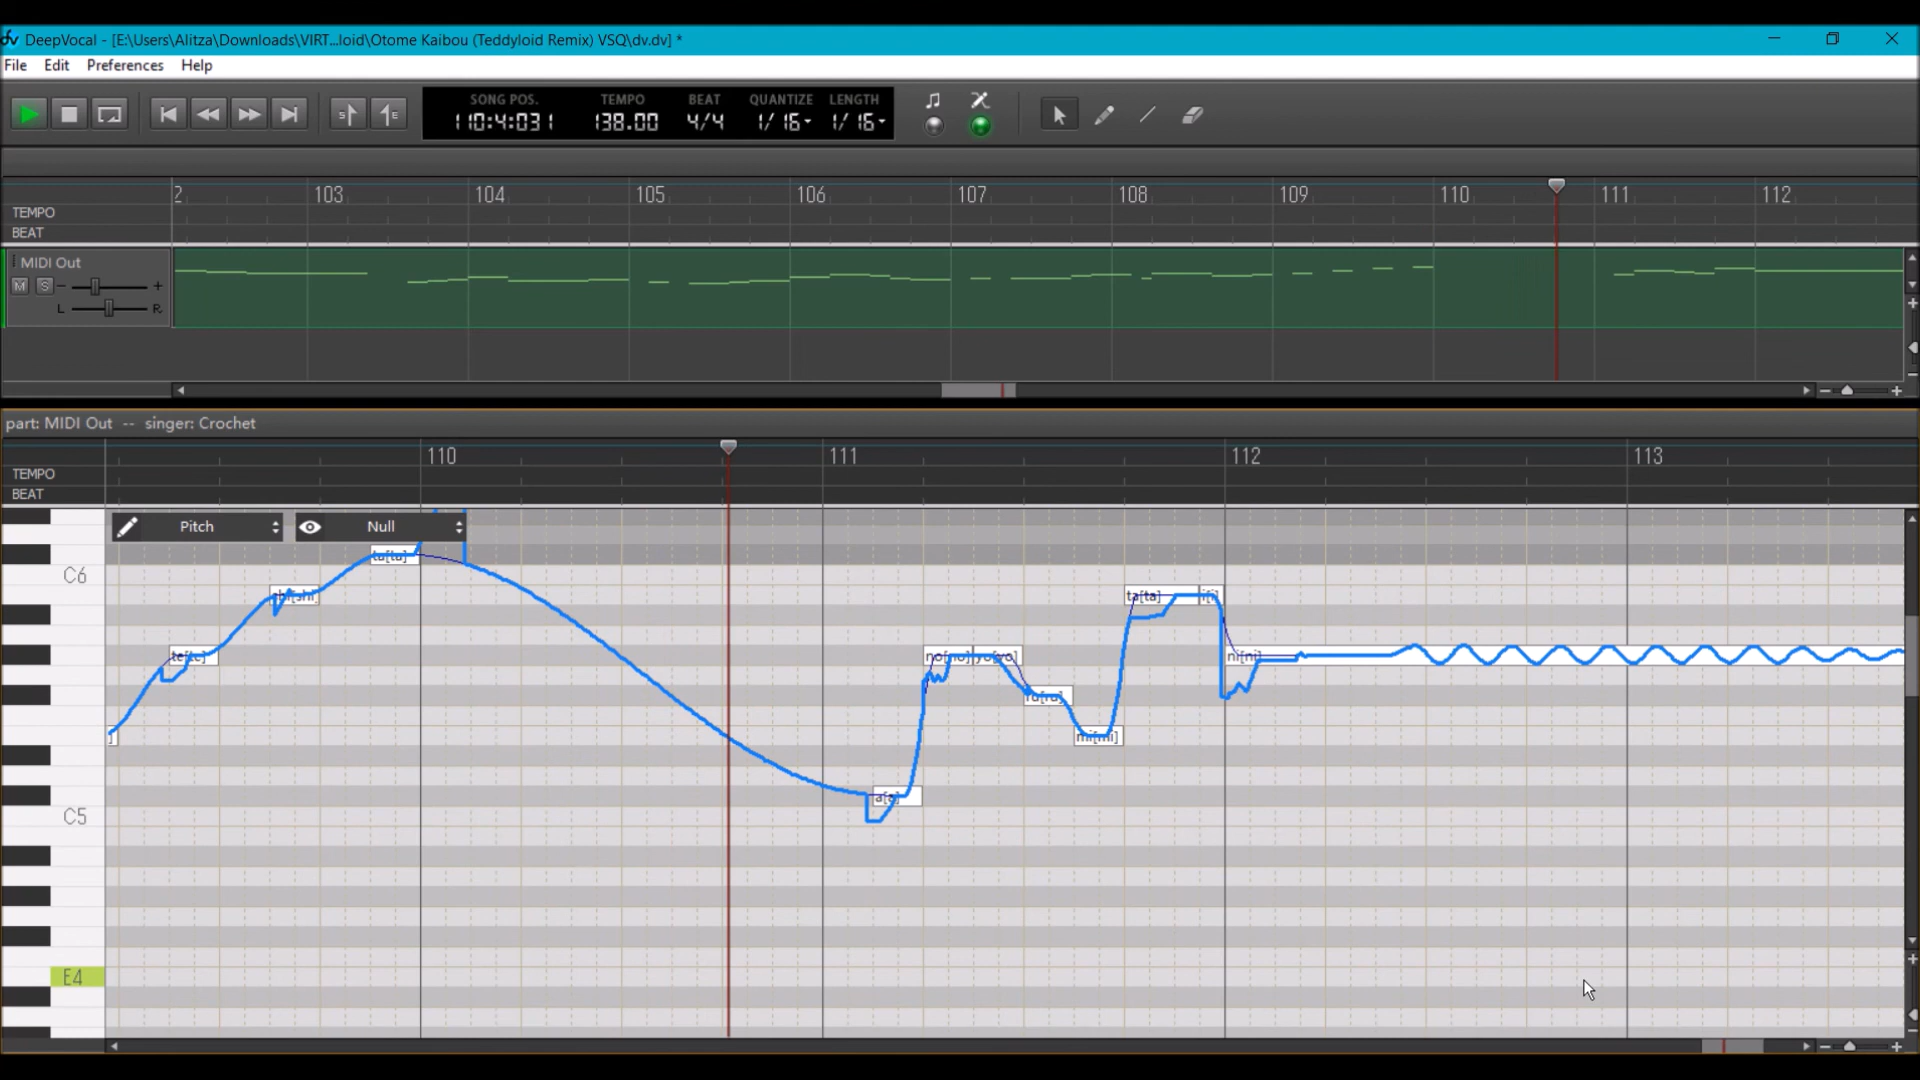 DeepVocal - [E:\Users\Alitza\Downloads\VIRT...loid\Otome Kaibou (Teddyloid Remix) VSQ\dv.dv] *
File Edit Preferences Help
SONG POS. TEMPO BEAT QUANTIZE LENGTH
110:4:031 138.00 4/4 1/16 1/16
2 103 104 105 106 107 108 109 110 111 112
TEMPO
BEAT
MIDI Out
M S - +
L R
part: MIDI Out -- singer: Crochet
110 111 112 113
TEMPO
BEAT
Pitch Null
ta[ta]
C6
shi[shi] ta[ta] i[i]
te[te] no[no] yo[yo] ni[ni]
mi[mi]
a[a]
C5
E4